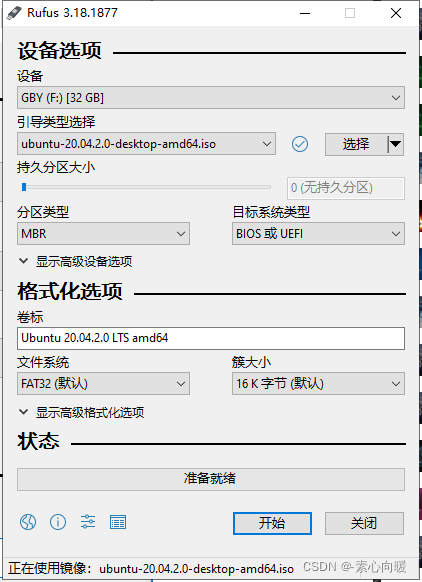 Rufus 3.18.1877
设备选项
设备
GBY (F:) [32 GB]
引导类型选择
ubuntu-20.04.2.0-desktop-amd64.iso
选择
持久分区大小
0 (无持久分区)
分区类型
目标系统类型
MBR
BIOS 或 UEFI
显示高级设备选项
格式化选项
卷标
Ubuntu 20.04.2.0 LTS amd64
文件系统
簇大小
FAT32 (默认)
16 K 字节 (默认)
显示高级格式化选项
状态
准备就绪
开始
关闭
正在使用镜像：ubuntu-20.04.2.0-desktop-amd64.iso
CSDN @-素心向暖